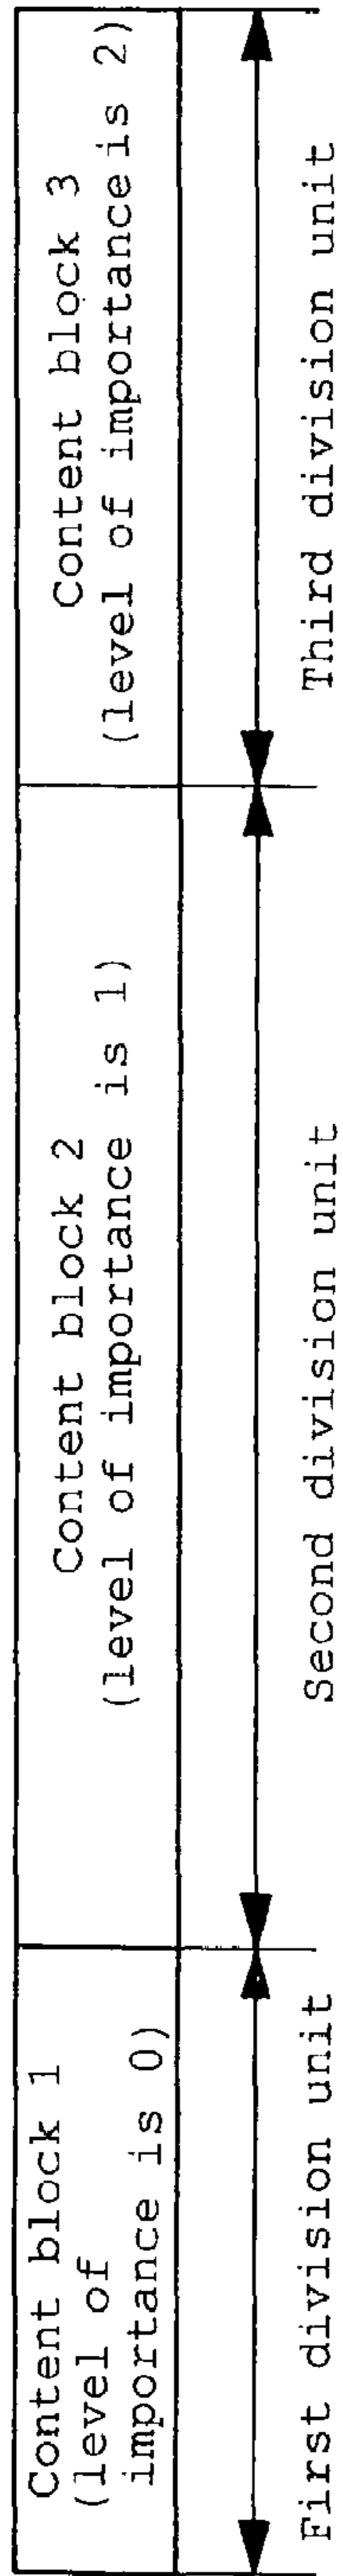 Content block 1
(level of
importance is 0)
Content block 2
(level of importance is 1)
Content block 3
(level of importance is 2)
First division unit
Second division unit
Third division unit